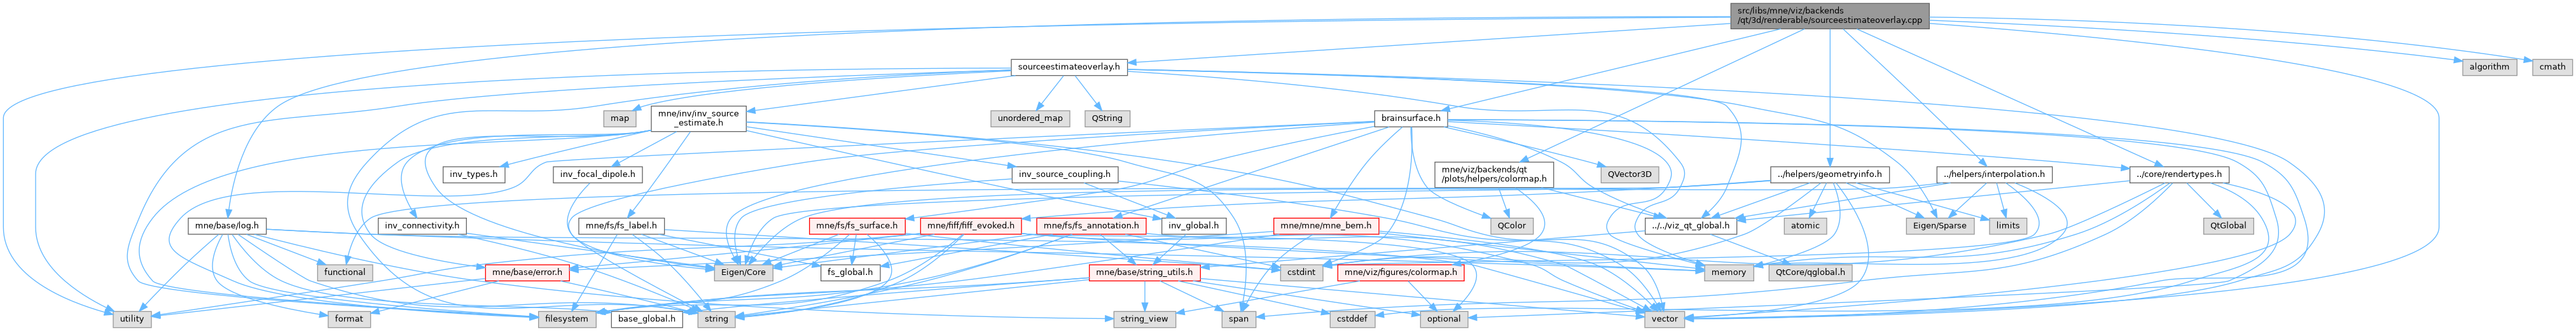 src/libs/mne/viz/backends
/qt/3d/renderable/sourceestimateoverlay.cpp
sourceestimateoverlay.h
algorithm
cmath
map
mne/inv/inv_source
_estimate.h
unordered_map
QString
brainsurface.h
inv_types.h
inv_focal_dipole.h
inv_source_coupling.h
mne/viz/backends/qt
/plots/helpers/colormap.h
QVector3D
../helpers/geometryinfo.h
../helpers/interpolation.h
../core/rendertypes.h
mne/base/log.h
inv_connectivity.h
mne/fs/fs_label.h
mne/fs/fs_surface.h
mne/fiff/fiff_evoked.h
mne/fs/fs_annotation.h
inv_global.h
mne/mne/mne_bem.h
QColor
../../viz_qt_global.h
atomic
Eigen/Sparse
limits
QtGlobal
functional
mne/base/error.h
Eigen/Core
fs_global.h
mne/base/string_utils.h
cstdint
mne/viz/figures/colormap.h
memory
QtCore/qglobal.h
utility
format
filesystem
base_global.h
string
string_view
span
cstddef
optional
vector